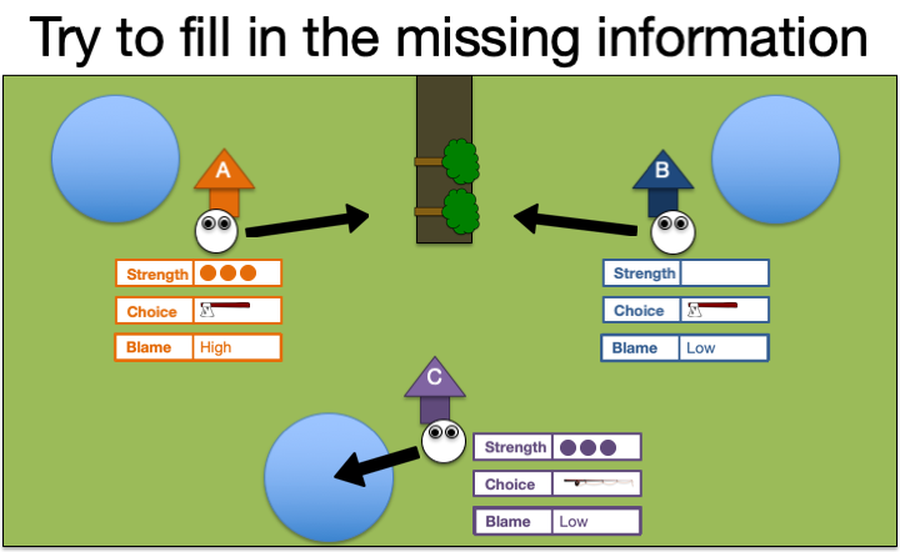 Try to fill in the missing information
A
B
Strength
Choice
Blame High
Strength
Choice
Blame Low
C
Strength
Choice
Blame Low